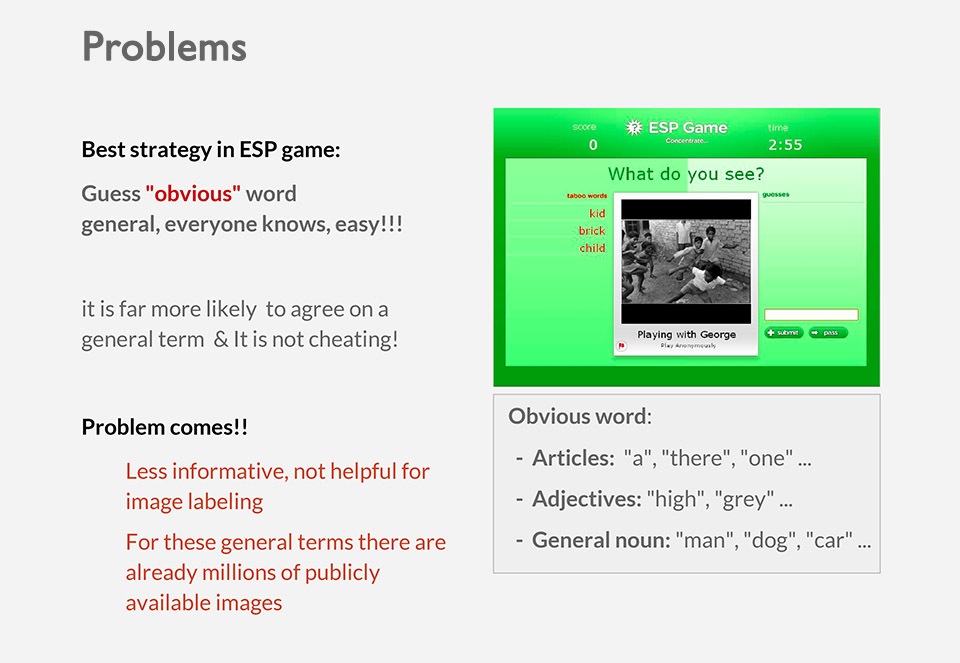 Problems
Best strategy in ESP game:
Guess "obvious" word
general, everyone knows, easy!!!
it is far more likely to agree on a
general term & It is not cheating!
Problem comes!!
Less informative, not helpful for
image labeling
For these general terms there are
already millions of publicly
available images
score
0
ESP Game
Concentrate...
time
2:55
What do you see?
taboo words
kid
brick
child
guesses
Playing with George
Play Anonymously
submit
pass
Obvious word:
- Articles: "a", "there", "one" ...
- Adjectives: "high", "grey" ...
- General noun: "man", "dog", "car" ...